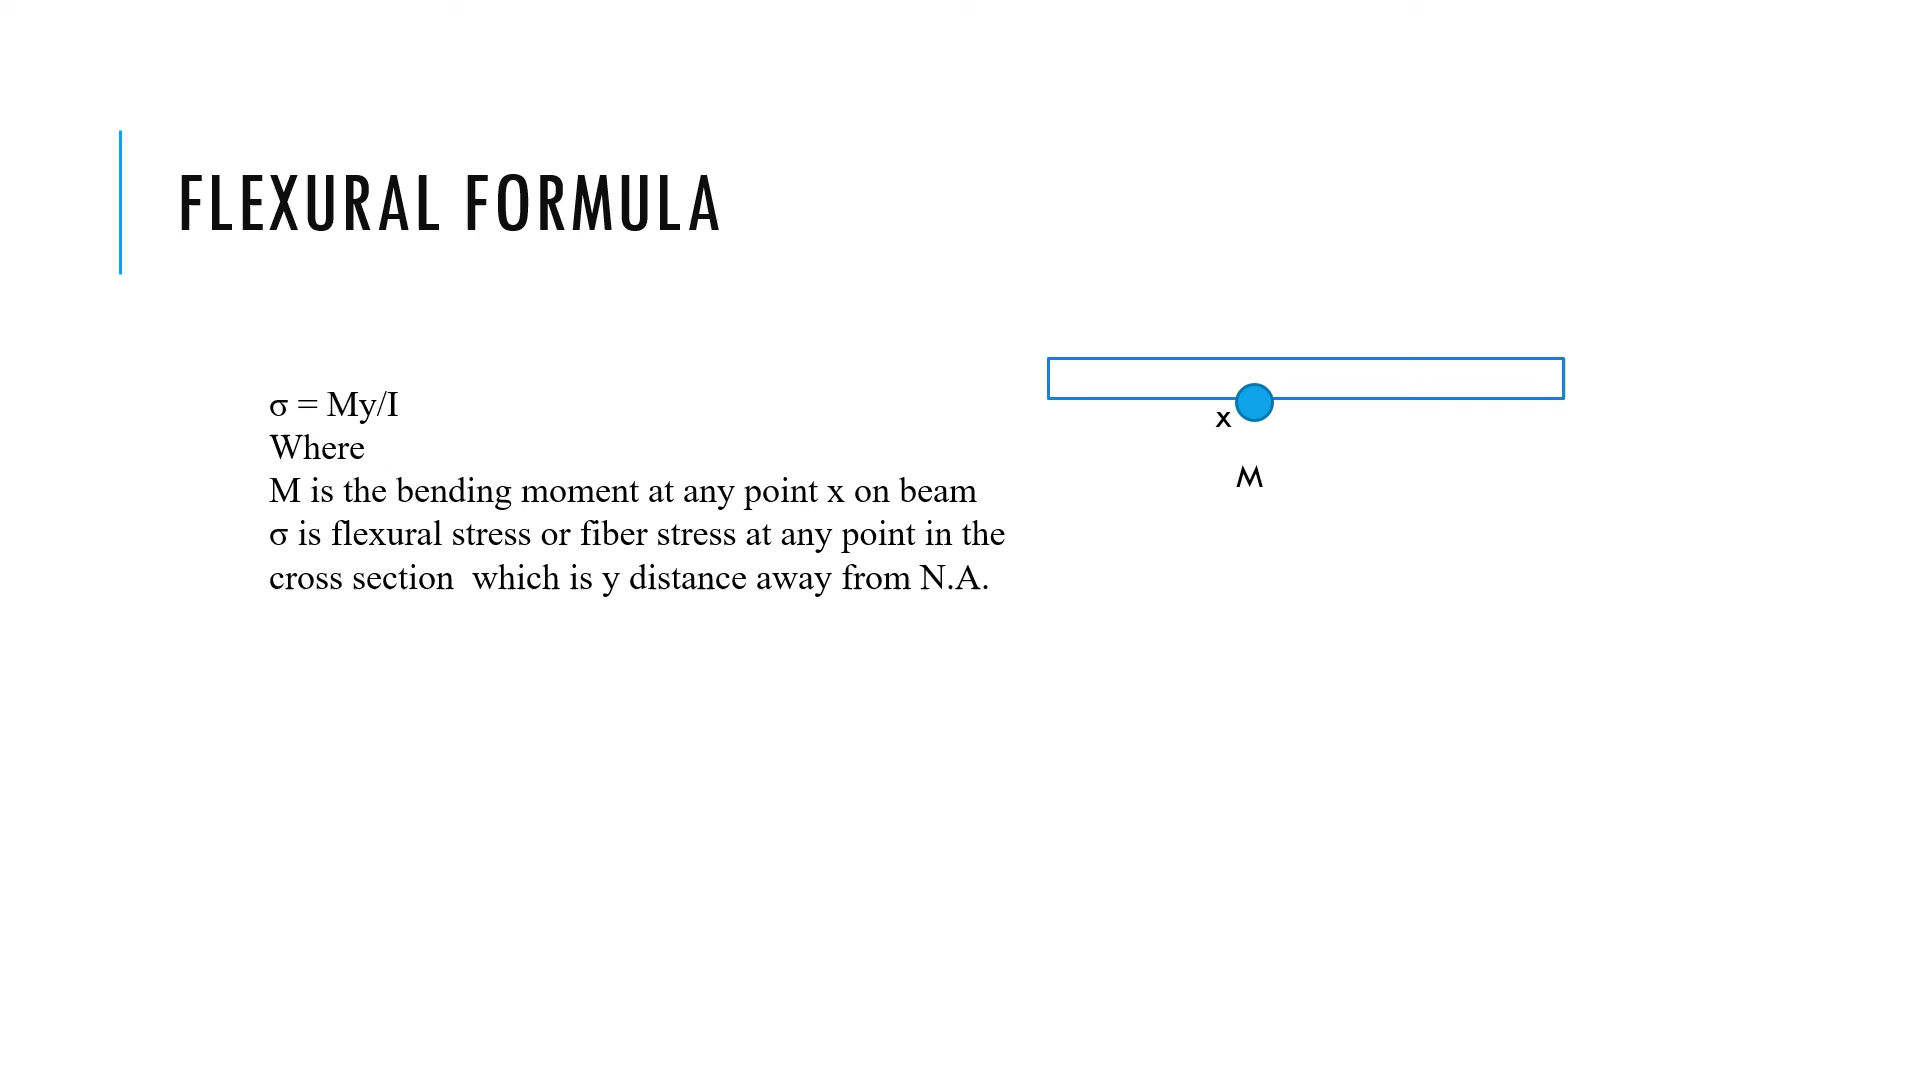 FLEXURAL FORMULA
σ = My/I
Where
M is the bending moment at any point x on beam
σ is flexural stress or fiber stress at any point in the
cross section  which is y distance away from N.A.
x
M